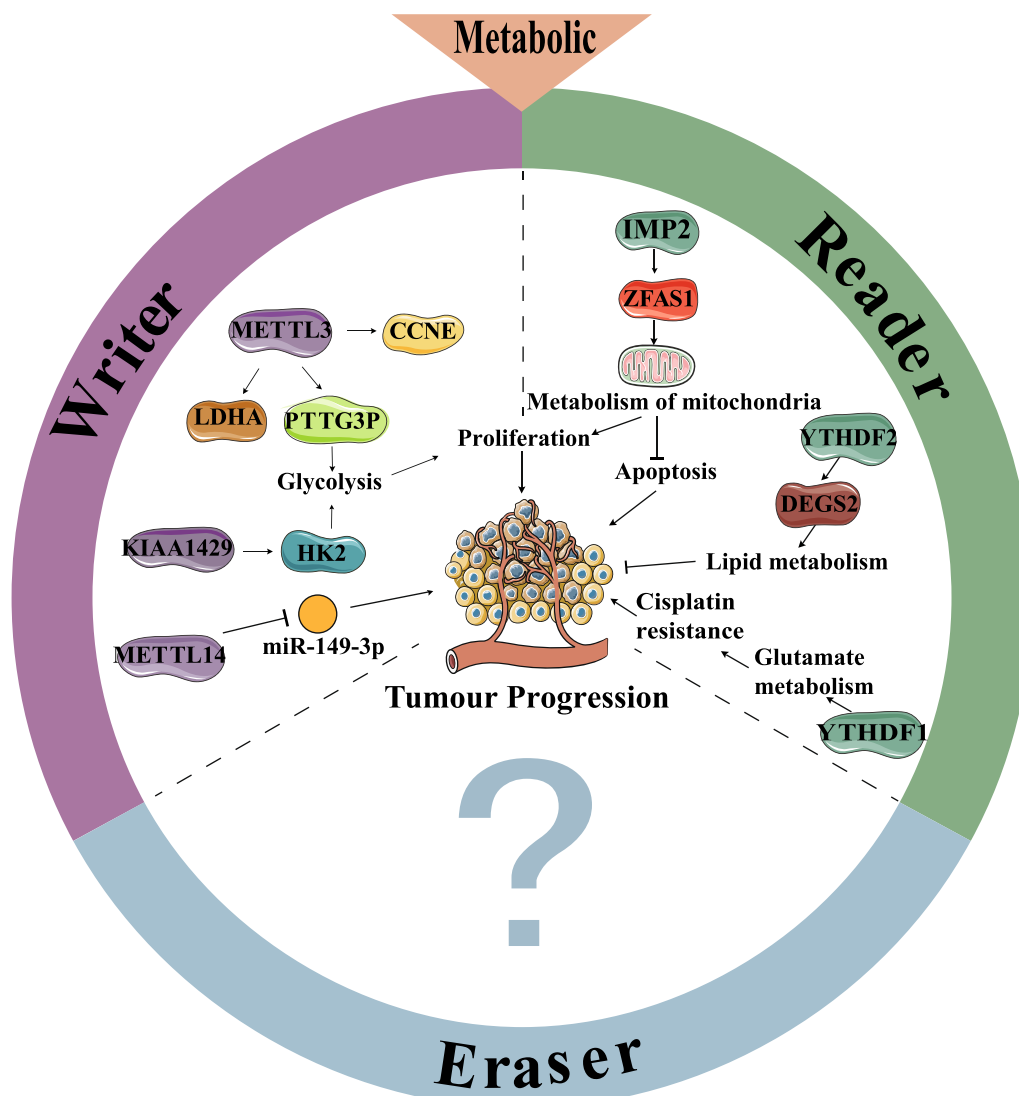 Metabolic
Writer
Reader
Eraser
METTL3
CCNE
LDHA
PTTG3P
Glycolysis
KIAA1429
HK2
METTL14
miR-149-3p
IMP2
ZFAS1
Metabolism of mitochondria
Proliferation
Apoptosis
YTHDF2
DEGS2
Lipid metabolism
Cisplatin
resistance
Glutamate
metabolism
YTHDF1
Tumour Progression
?